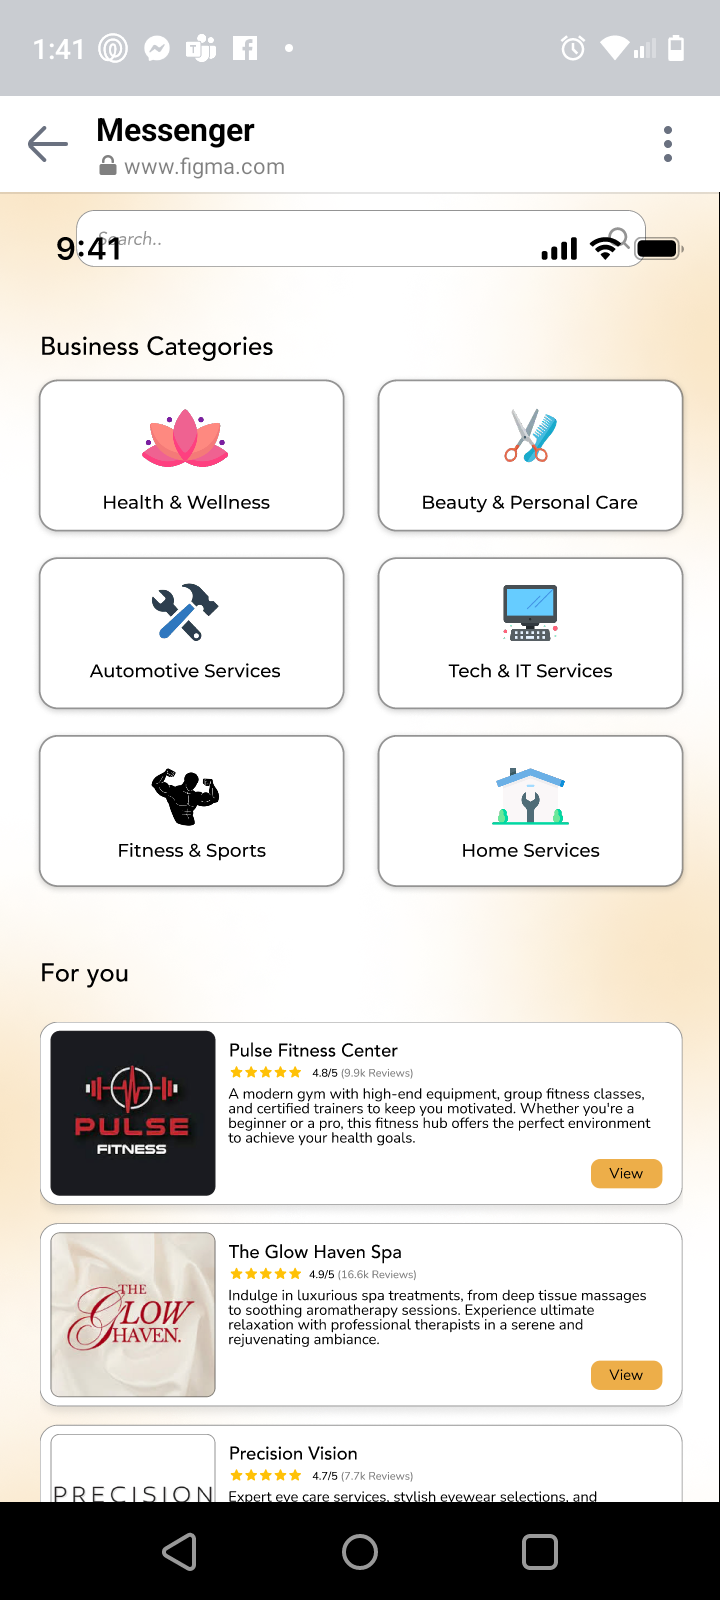 1:41
Messenger
www.figma.com
Search..
9:41
Business Categories
Health & Wellness
Beauty & Personal Care
Automotive Services
Tech & IT Services
Fitness & Sports
Home Services
For you
PULSE
FITNESS
Pulse Fitness Center
4.8/5 (9.9k Reviews)
A modern gym with high-end equipment, group fitness classes,
and certified trainers to keep you motivated. Whether you're a
beginner or a pro, this fitness hub offers the perfect environment
to achieve your health goals.
View
THE
GLOW
HAVEN.
The Glow Haven Spa
4.9/5 (16.6k Reviews)
Indulge in luxurious spa treatments, from deep tissue massages
to soothing aromatherapy sessions. Experience ultimate
relaxation with professional therapists in a serene and
rejuvenating ambiance.
View
PRECISION
Precision Vision
4.7/5 (7.7k Reviews)
Expert eye care services, stylish eyewear selections, and